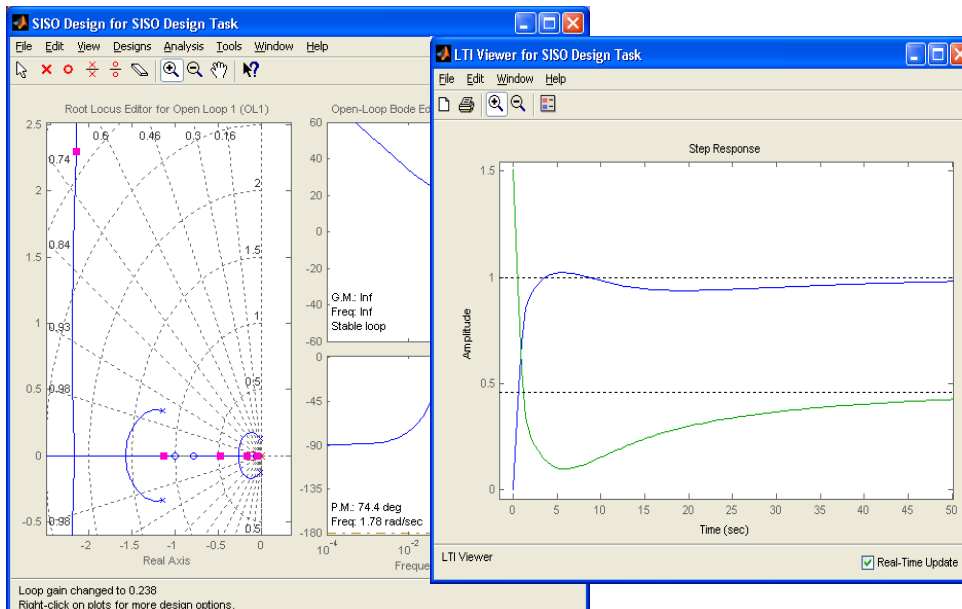 SISO Design for SISO Design Task
File Edit View Designs Analysis Tools Window Help
Root Locus Editor for Open Loop 1 (OL1)
2.5
2
1.5
1
0.5
0
-0.5
0.6 0.46 0.3 0.16
0.74
0.84
0.93
0.98
0.98
2
1.5
1
0.5
0.5
-2 -1.5 -1 -0.5 0
Real Axis
Open-Loop Bode Ed
60
40
20
0
-20
-40
-60
G.M.: Inf
Freq: Inf
Stable loop
0
-45
-90
-135
-180
P.M.: 74.4 deg
Freq: 1.78 rad/sec
10-4 10-2
Freque
Loop gain changed to 0.238
Right-click on plots for more design options.
LTI Viewer for SISO Design Task
File Edit Window Help
Step Response
1.5
1
0.5
0
Amplitude
0 5 10 15 20 25 30 35 40 45 50
Time (sec)
LTI Viewer
Real-Time Update